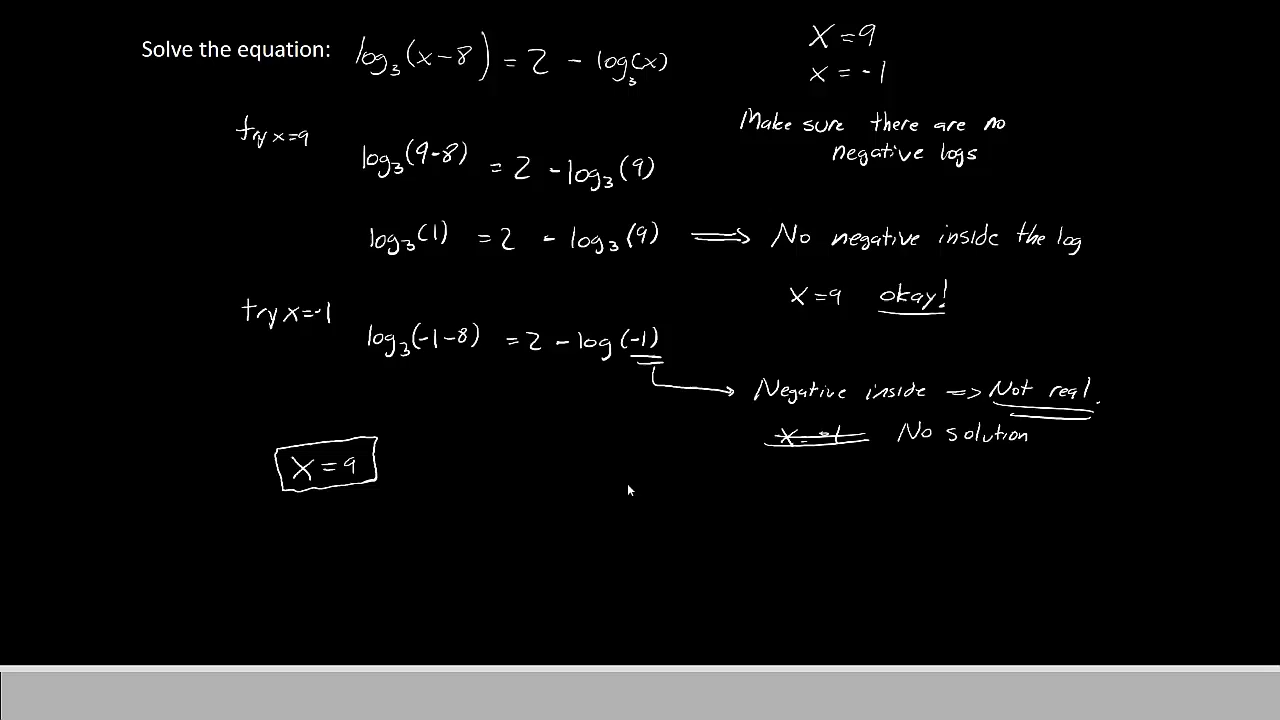 Solve the equation: log₃(x-8) = 2 - log₃(x)
x = 9
x = -1
Make sure there are no
negative logs
try x=9
log₃(9-8) = 2 - log₃(9)
log₃(1) = 2 - log₃(9) ⟹ No negative inside the log
x = 9 okay!
try x=-1
log₃(-1-8) = 2 - log(-1)
Negative inside => Not real.
x = -1 No solution
x = 9